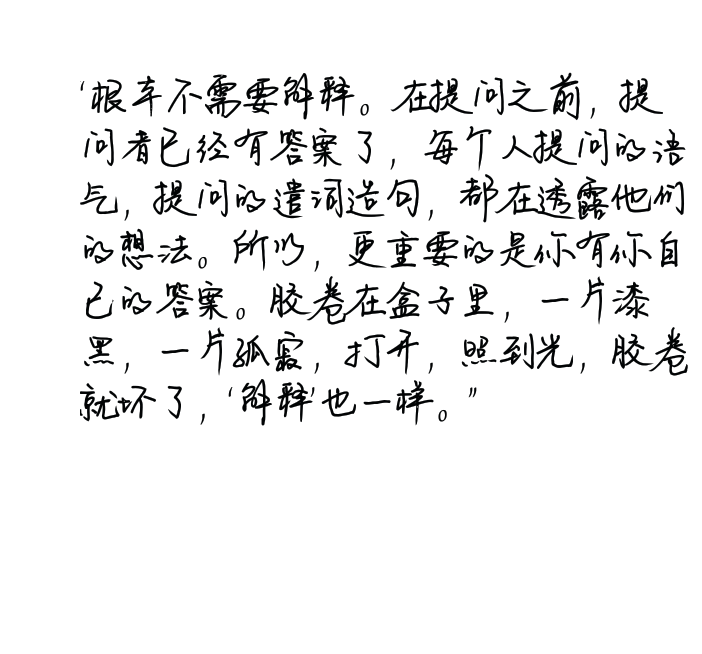 “根本不需要解释。在提问之前，提
问者已经有答案了，每个人提问的语
气，提问的遣词造句，都在透露他们
的想法。所以，更重要的是你有你自
己的答案。胶卷在盒子里，一片漆
黑，一片孤寂，打开，照到光，胶卷
就坏了，‘解释’也一样。”